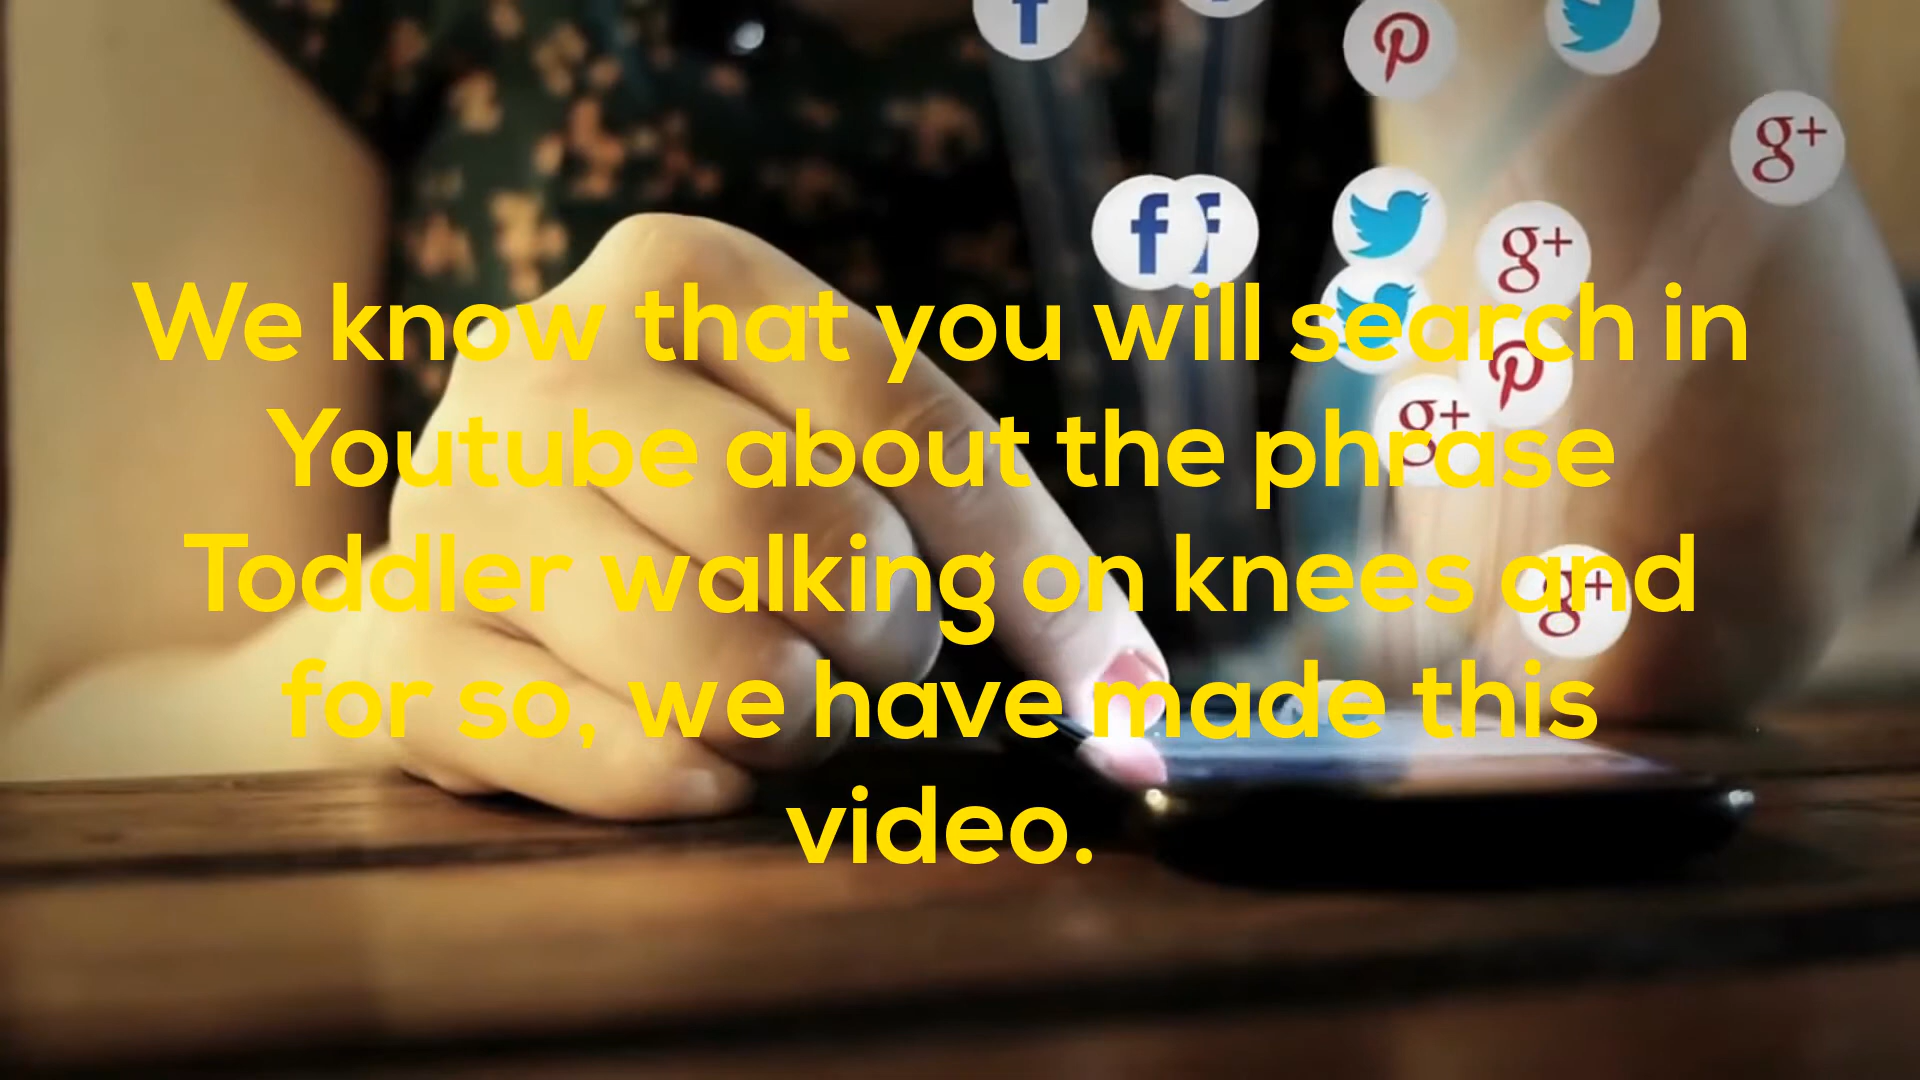 We know that you will search in
Youtube about the phrase
Toddler walking on knees and
for so, we have made this
video.